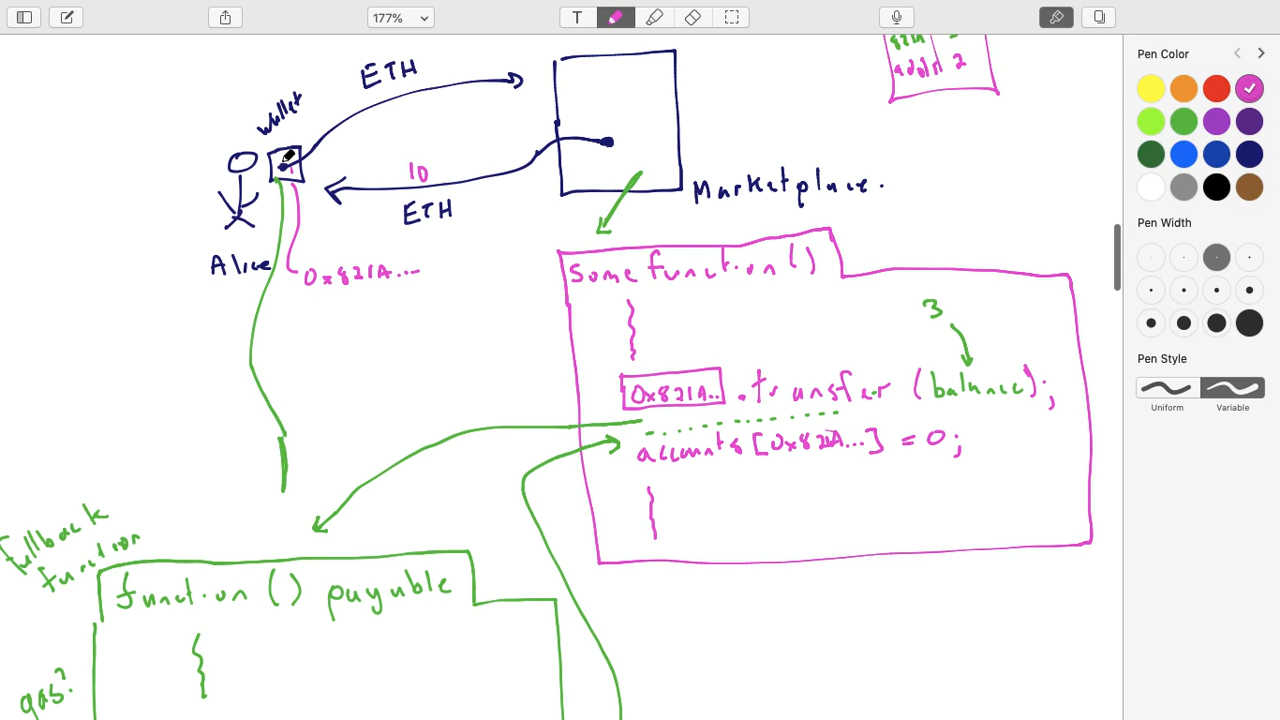 177%
T
ETH
wallet
10
ETH
Marketplace.
Alice
0x821A...
addr 2
Some function()
3
0x821A.. .transfer (balance);
accounts [0x821A...] = 0;
fullback
function
function() payable
gas?
Pen Color
Pen Width
Pen Style
Uniform
Variable